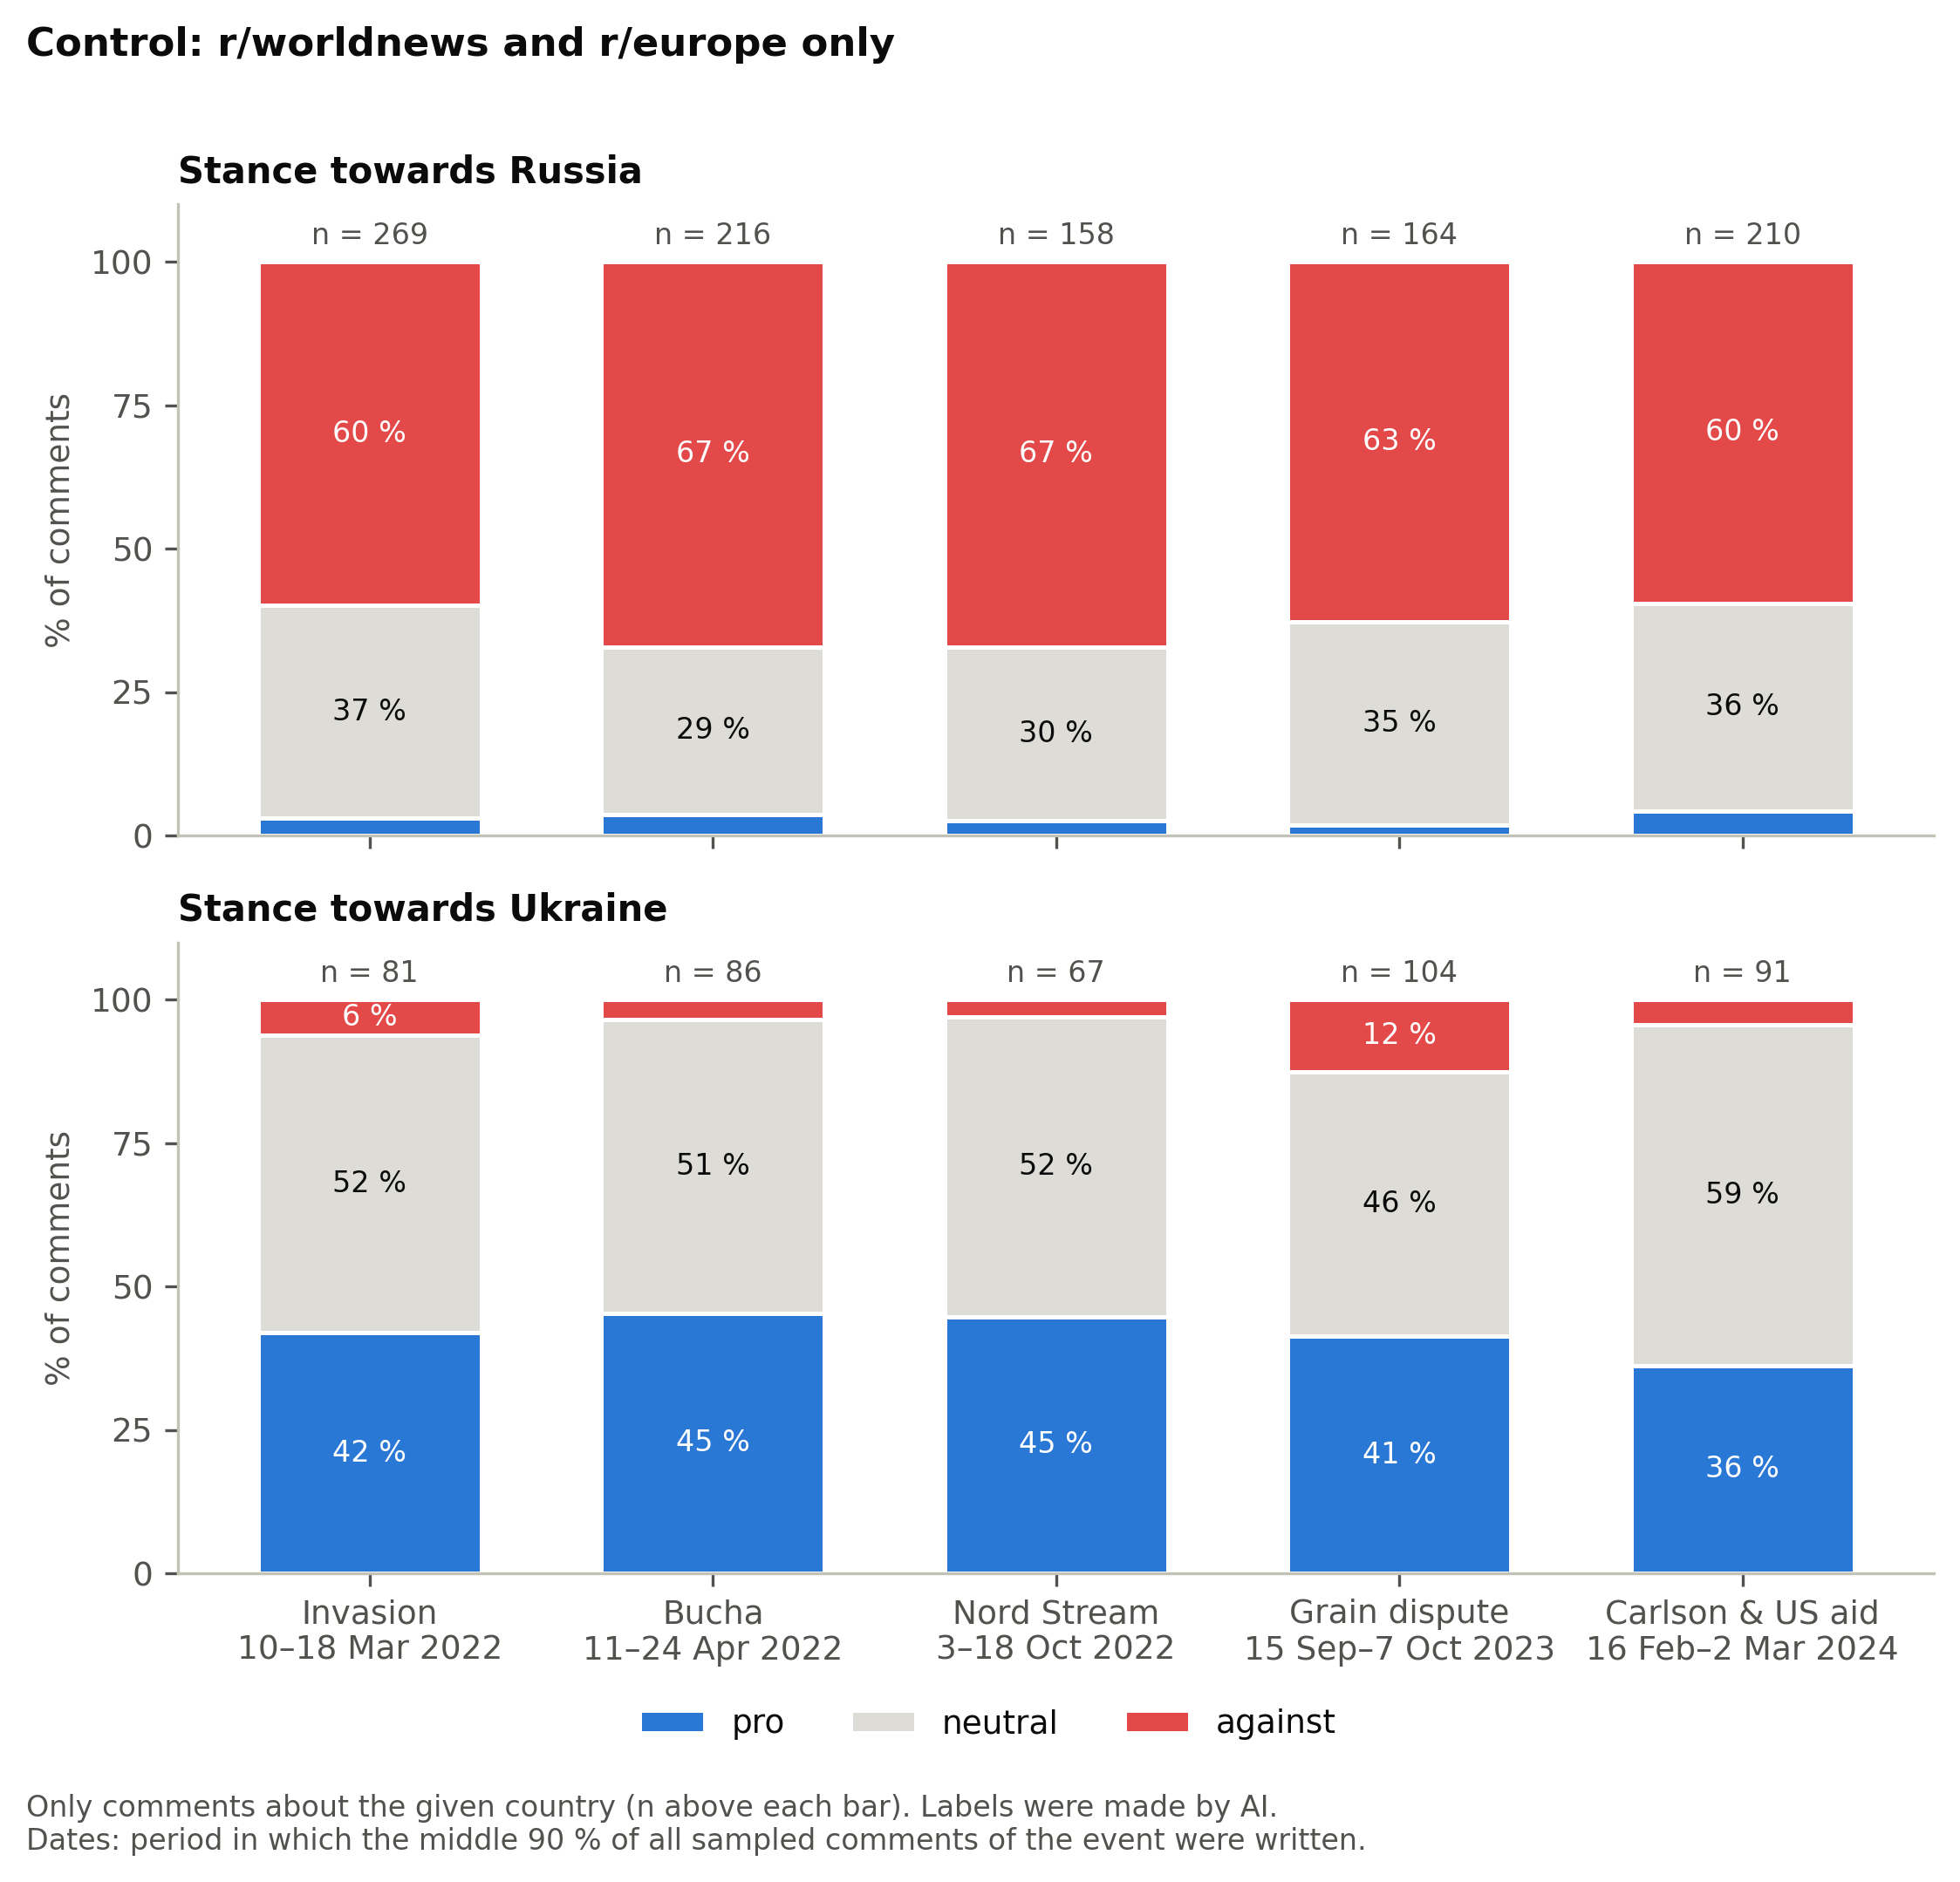 Control: r/worldnews and r/europe only
Stance towards Russia
n = 269 n = 216 n = 158 n = 164 n = 210
100
75
50
25
0
% of comments
60 % 67 % 67 % 63 % 60 %
37 % 29 % 30 % 35 % 36 %
Stance towards Ukraine
n = 81 n = 86 n = 67 n = 104 n = 91
100
75
50
25
0
% of comments
6 % 12 %
52 % 51 % 52 % 46 % 59 %
42 % 45 % 45 % 41 % 36 %
Invasion Bucha Nord Stream Grain dispute Carlson & US aid
10–18 Mar 2022 11–24 Apr 2022 3–18 Oct 2022 15 Sep–7 Oct 2023 16 Feb–2 Mar 2024
pro neutral against
Only comments about the given country (n above each bar). Labels were made by AI.
Dates: period in which the middle 90 % of all sampled comments of the event were written.